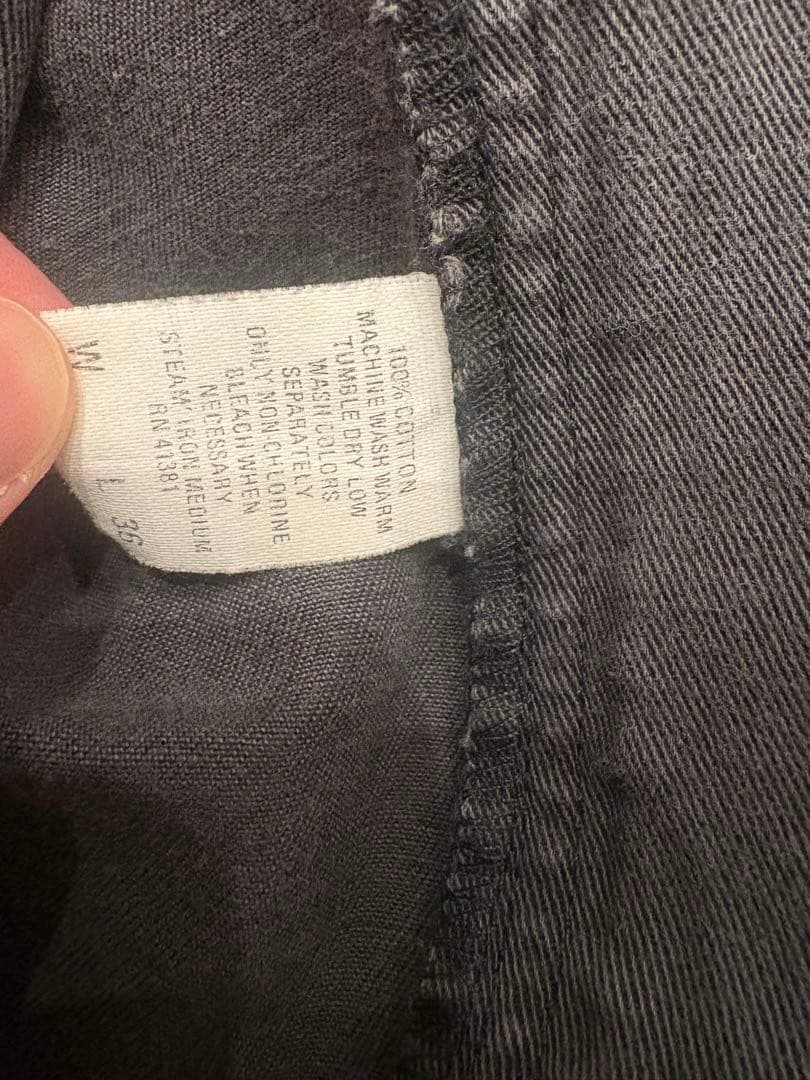 100% COTTON
MACHINE WASH WARM
TUMBLE DRY LOW
WASH COLORS
SEPARATELY
ONLY NON-CHLORINE
BLEACH WHEN
NECESSARY
STEAM IRON MEDIUM
RN 41381
W L 36